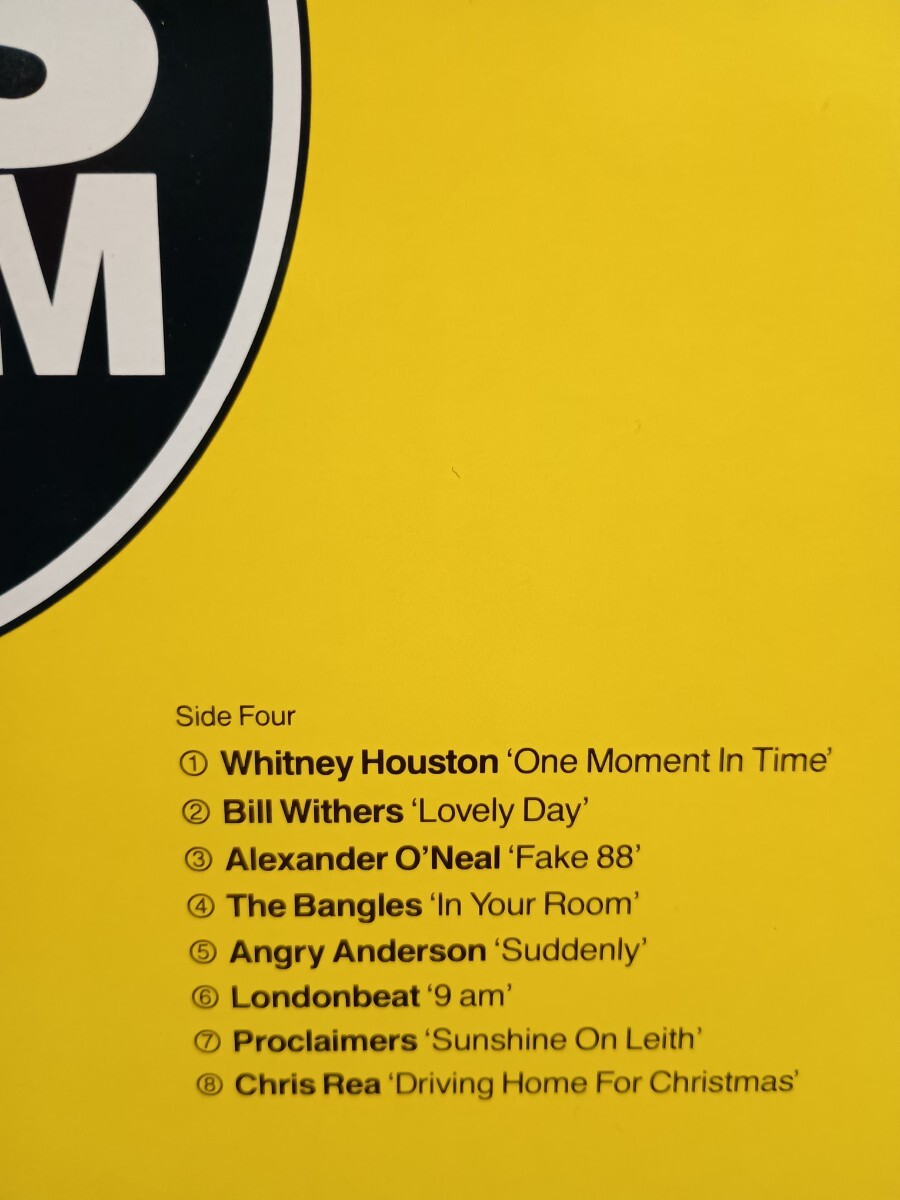 S
M
Side Four
① Whitney Houston ‘One Moment In Time’
② Bill Withers ‘Lovely Day’
③ Alexander O’Neal ‘Fake 88’
④ The Bangles ‘In Your Room’
⑤ Angry Anderson ‘Suddenly’
⑥ Londonbeat ‘9 am’
⑦ Proclaimers ‘Sunshine On Leith’
⑧ Chris Rea ‘Driving Home For Christmas’